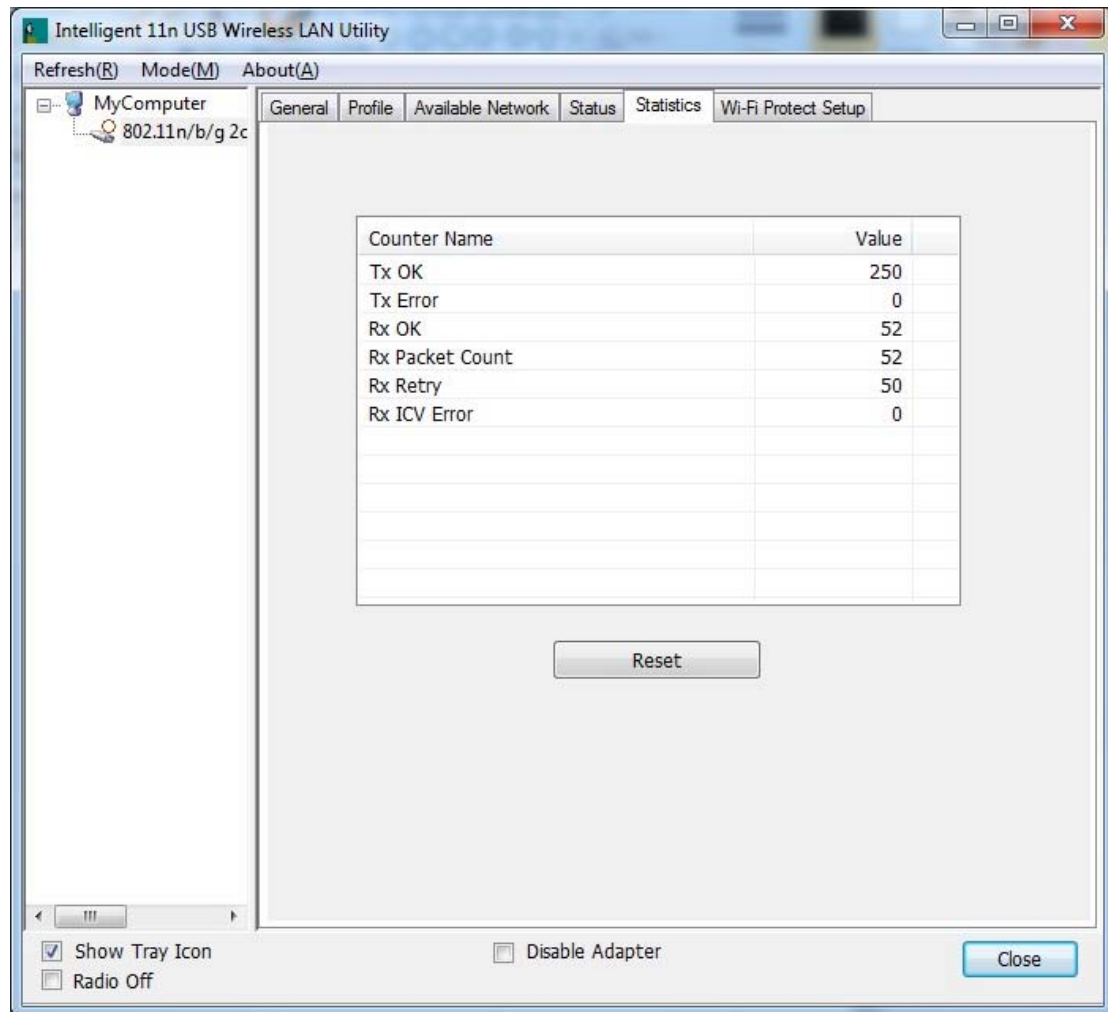 Intelligent 11n USB Wireless LAN Utility
Refresh(R) Mode(M) About(A)
MyComputer
802.11n/b/g 2c
General Profile Available Network Status Statistics Wi-Fi Protect Setup
Counter Name Value
Tx OK 250
Tx Error 0
Rx OK 52
Rx Packet Count 52
Rx Retry 50
Rx ICV Error 0
Reset
Show Tray Icon
Radio Off
Disable Adapter
Close